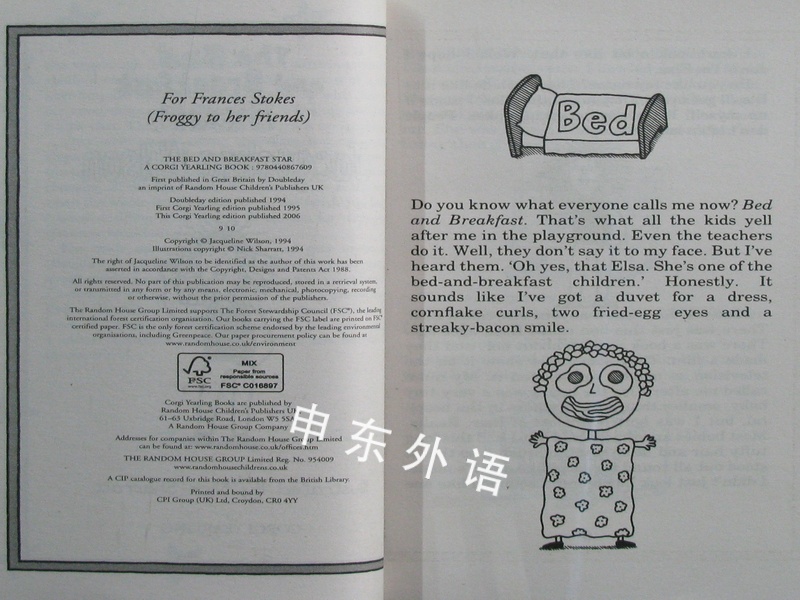 For Frances Stokes
(Froggy to her friends)
THE BED AND BREAKFAST STAR
A CORGI YEARLING BOOK : 9780440867609
First published in Great Britain by Doubleday
an imprint of Random House Children's Publishers UK
Doubleday edition published 1994
First Corgi Yearling edition published 1995
This Corgi Yearling edition published 2006
9 10
Copyright © Jacqueline Wilson, 1994
Illustrations copyright © Nick Sharratt, 1994
The right of Jacqueline Wilson to be identified as the author of this work has been
asserted in accordance with the Copyright, Designs and Patents Act 1988.
All rights reserved. No part of this publication may be reproduced, stored in a retrieval system,
or transmitted in any form or by any means, electronic, mechanical, photocopying, recording
or otherwise, without the prior permission of the publishers.
The Random House Group Limited supports The Forest Stewardship Council (FSC®), the leading
international forest certification organisation. Our books carrying the FSC label are printed on FSC®
certified paper. FSC is the only forest certification scheme endorsed by the leading environmental
organisations, including Greenpeace. Our paper procurement policy can be found at
www.randomhouse.co.uk/environment
FSC
www.fsc.org
MIX
Paper from
responsible sources
FSC® C016897
Corgi Yearling Books are published by
Random House Children's Publishers UK
61–63 Uxbridge Road, London W5 5SA
A Random House Group Company
Addresses for companies within The Random House Group Limited
can be found at: www.randomhouse.co.uk/offices.htm
THE RANDOM HOUSE GROUP Limited Reg. No. 954009
www.randomhousechildrens.co.uk
A CIP catalogue record for this book is available from the British Library.
Printed and bound by
CPI Group (UK) Ltd, Croydon, CR0 4YY
Bed
Do you know what everyone calls me now? Bed
and Breakfast. That's what all the kids yell
after me in the playground. Even the teachers
do it. Well, they don't say it to my face. But I've
heard them. 'Oh yes, that Elsa. She's one of the
bed-and-breakfast children.' Honestly. It
sounds like I've got a duvet for a dress,
cornflake curls, two fried-egg eyes and a
streaky-bacon smile.
申东外语